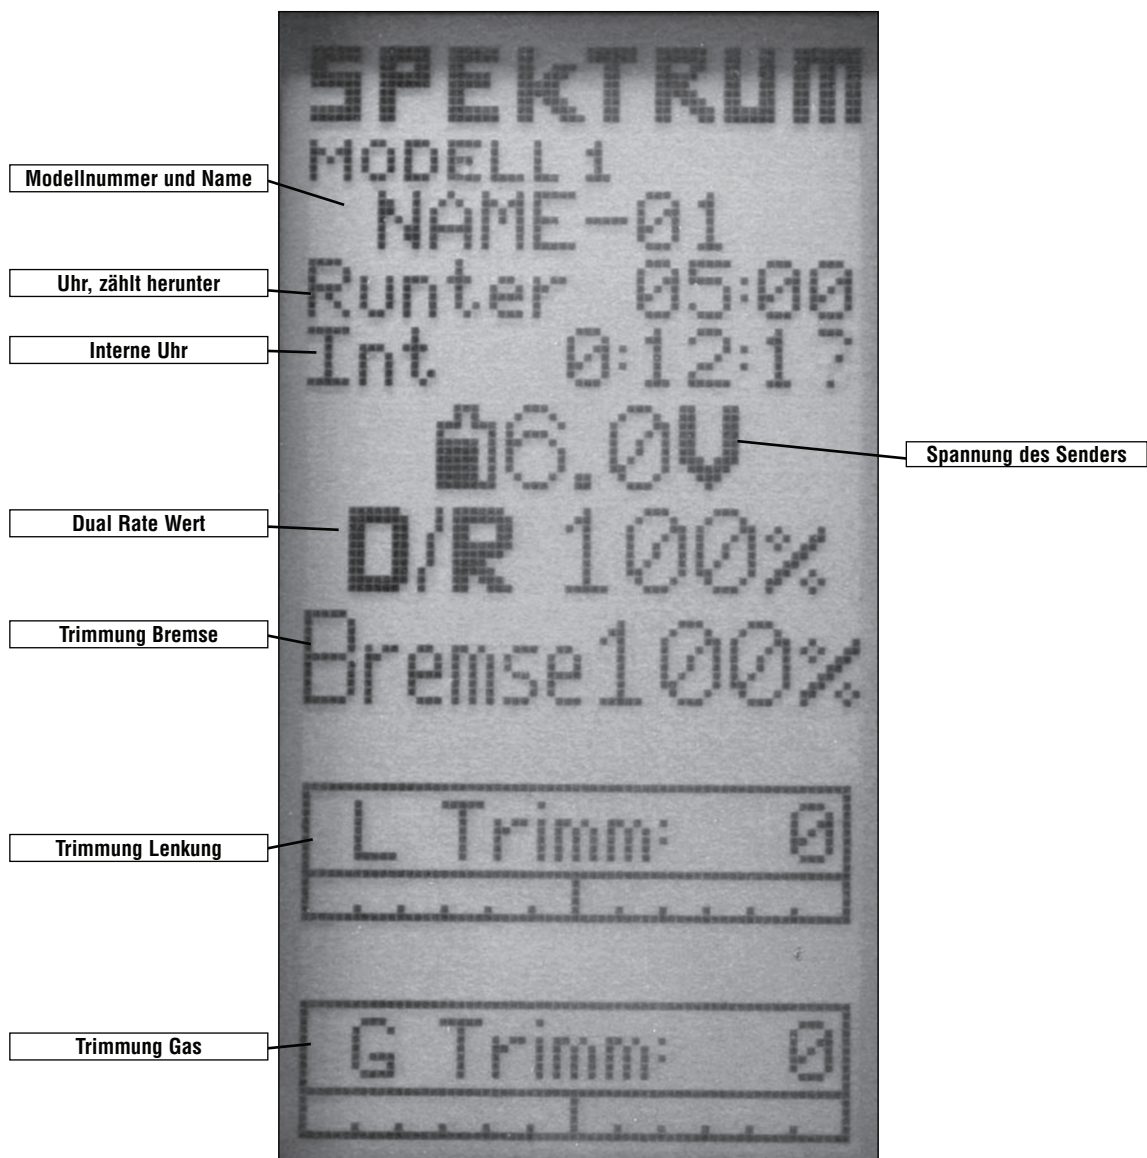 SPEKTRUM
MODELL 1
NAME-01
Modellnummer und Name
Runter 05:00
Uhr, zählt herunter
Int 0:12:17
Interne Uhr
6.0V
Spannung des Senders
D/R 100%
Dual Rate Wert
Bremse100%
Trimmung Bremse
L Trimm: 0
Trimmung Lenkung
G Trimm: 0
Trimmung Gas